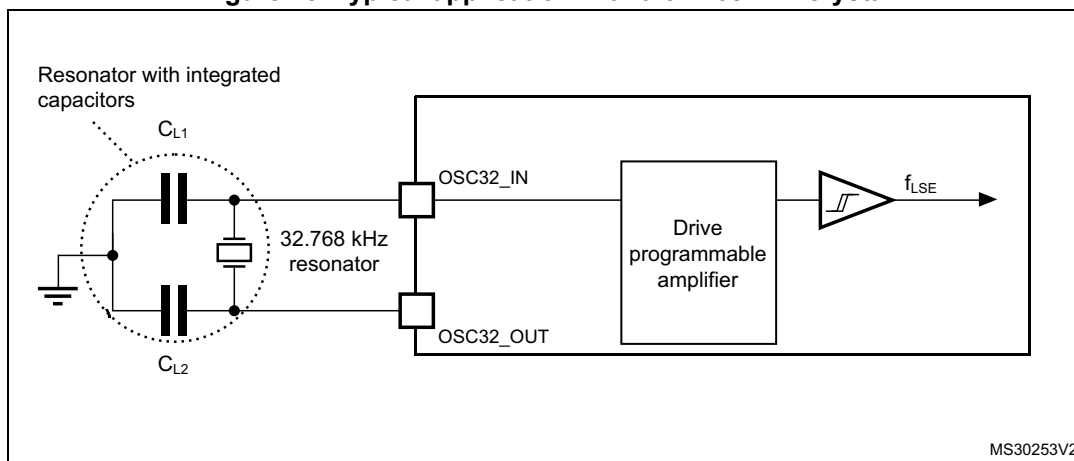 Resonator with integrated
capacitors
CL1
OSC32_IN
fLSE
32.768 kHz
resonator
Drive
programmable
amplifier
OSC32_OUT
CL2
MS30253V2